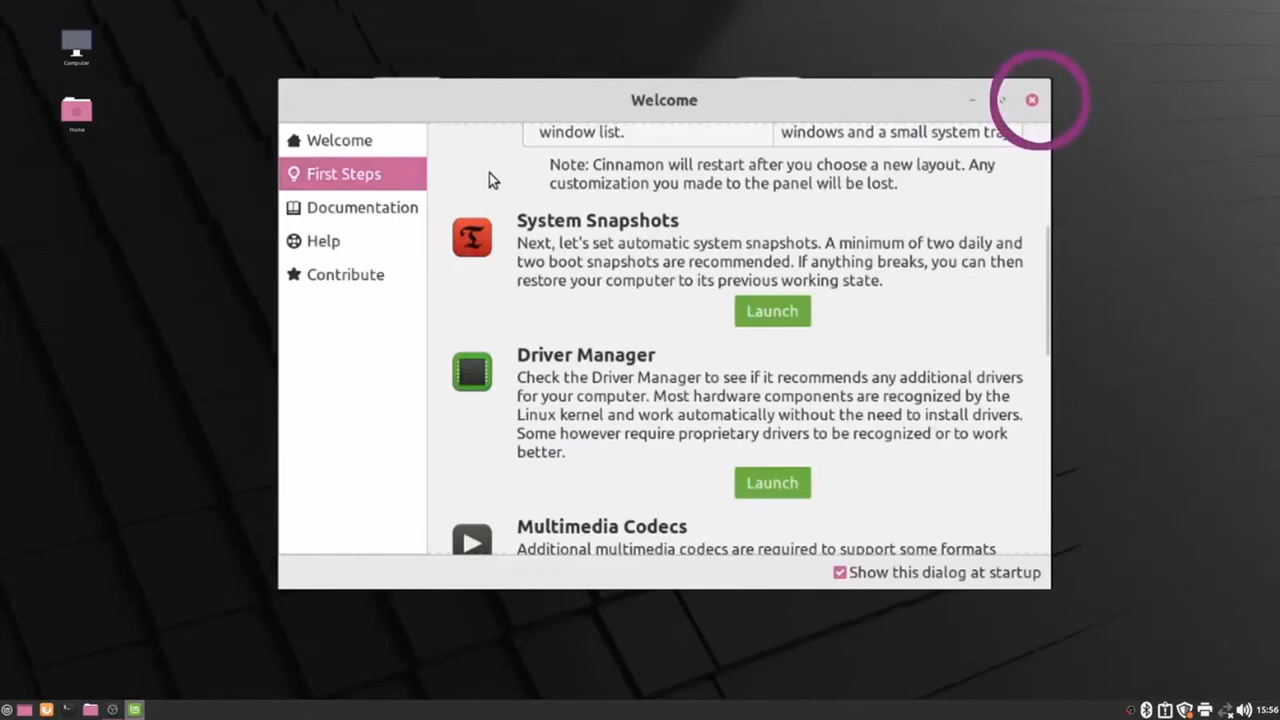 Computer
Home
Welcome
Welcome
First Steps
Documentation
Help
Contribute
window list.
windows and a small system
Note: Cinnamon will restart after you choose a new layout. Any
customization you made to the panel will be lost.
System Snapshots
Next, let's set automatic system snapshots. A minimum of two daily and
two boot snapshots are recommended. If anything breaks, you can then
restore your computer to its previous working state.
Launch
Driver Manager
Check the Driver Manager to see if it recommends any additional drivers
for your computer. Most hardware components are recognized by the
Linux kernel and work automatically without the need to install drivers.
Some however require proprietary drivers to be recognized or to work
better.
Launch
Multimedia Codecs
Additional multimedia codecs are required to support some formats
Show this dialog at startup
15:56